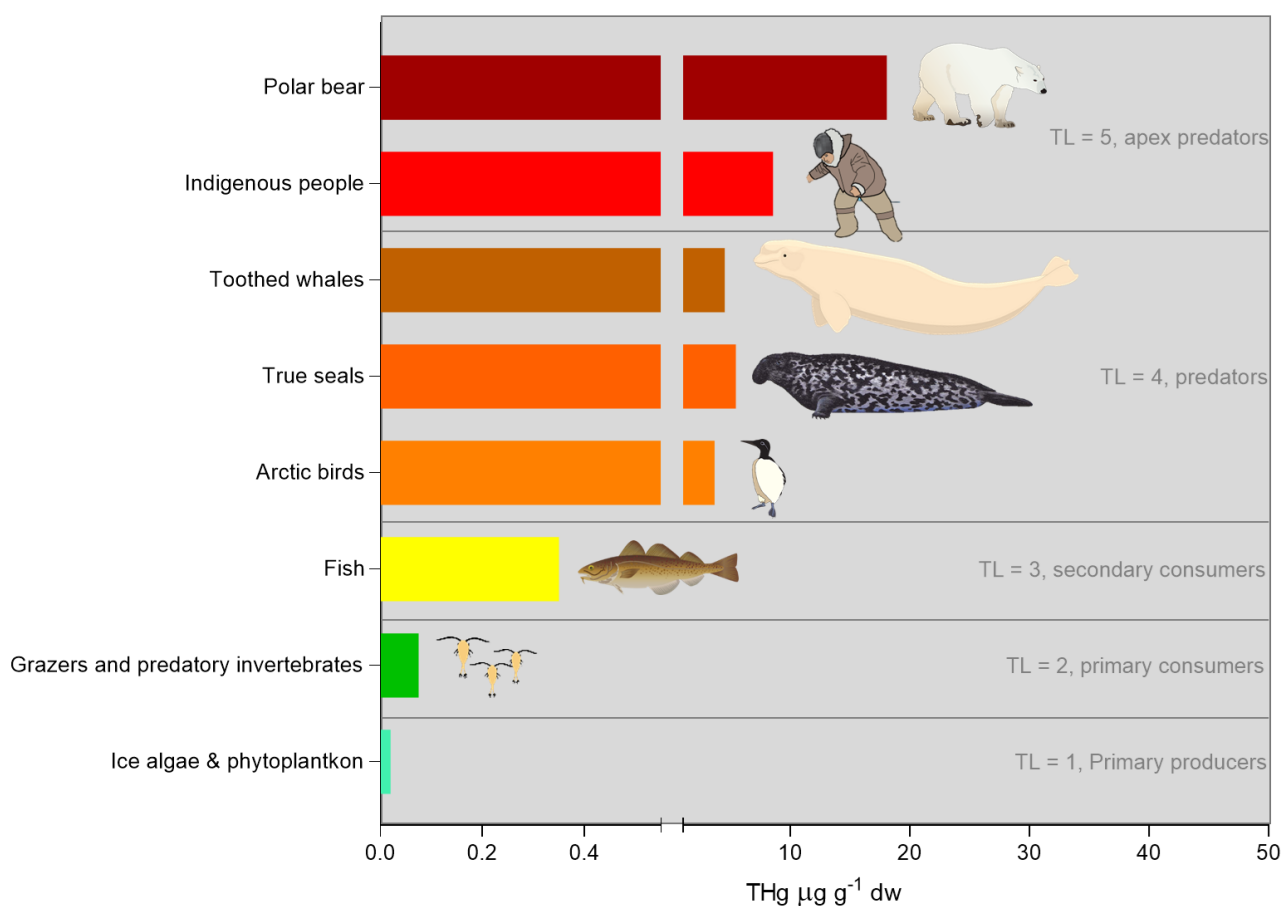 Polar bear
TL = 5, apex predators
Indigenous people
Toothed whales
True seals
TL = 4, predators
Arctic birds
Fish
TL = 3, secondary consumers
Grazers and predatory invertebrates
TL = 2, primary consumers
Ice algae & phytoplantkon
TL = 1, Primary producers
0.0 0.2 0.4 10 20 30 40 50
THg μg g⁻¹ dw